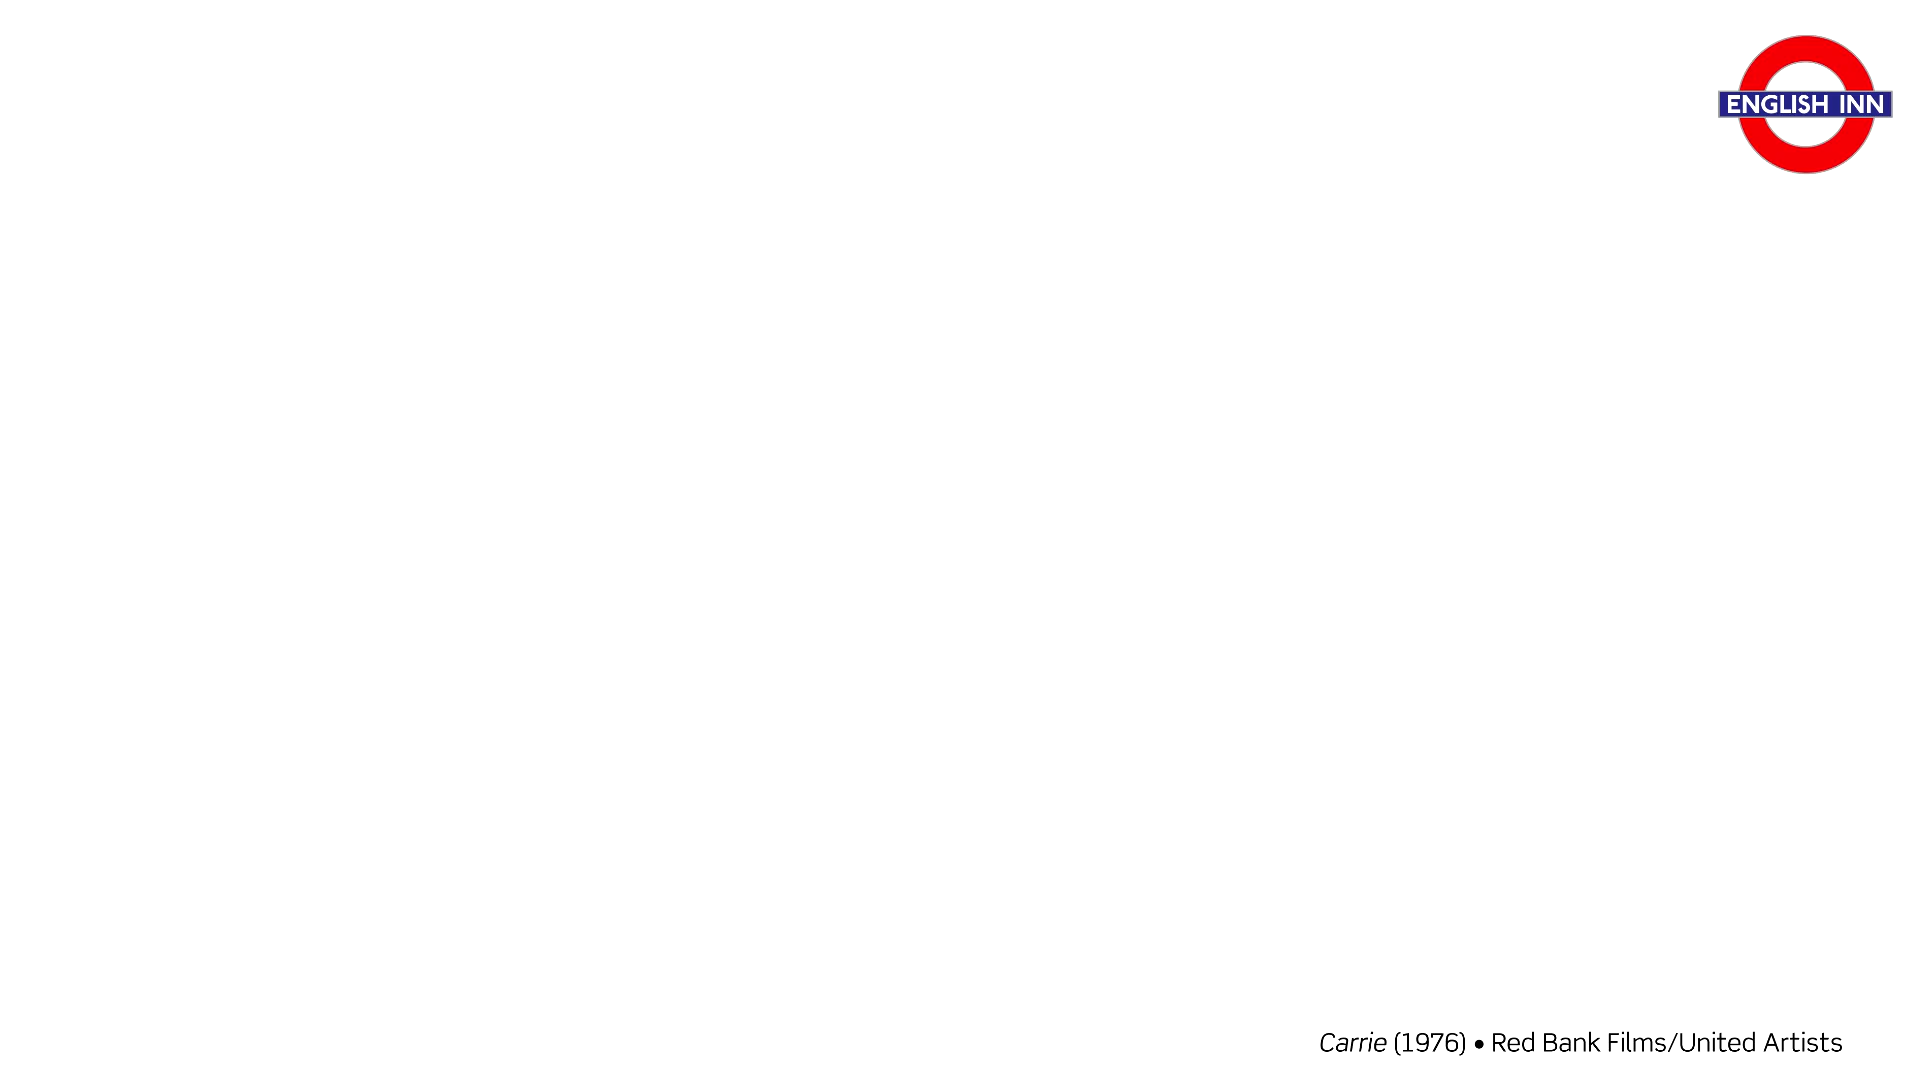 ENGLISH INN
Carrie (1976) • Red Bank Films/United Artists